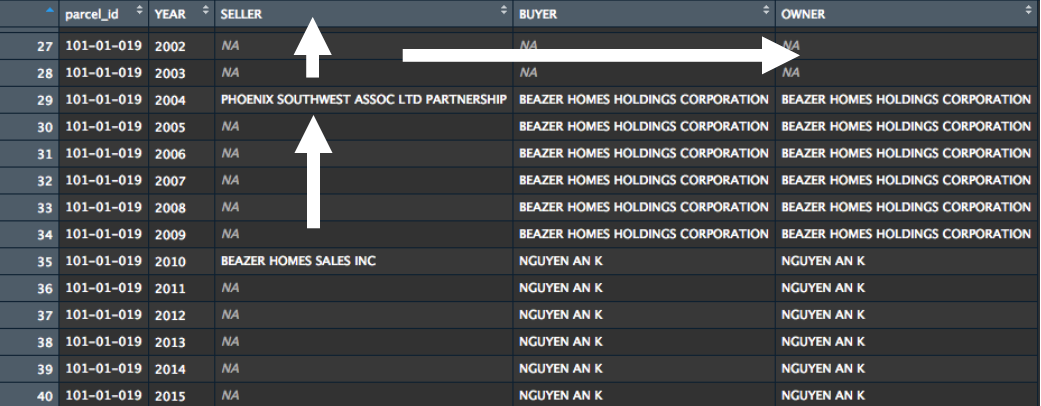 parcel_id YEAR SELLER BUYER OWNER
27 101-01-019 2002 NA NA NA
28 101-01-019 2003 NA NA NA
29 101-01-019 2004 PHOENIX SOUTHWEST ASSOC LTD PARTNERSHIP BEAZER HOMES HOLDINGS CORPORATION BEAZER HOMES HOLDINGS CORPORATION
30 101-01-019 2005 NA BEAZER HOMES HOLDINGS CORPORATION BEAZER HOMES HOLDINGS CORPORATION
31 101-01-019 2006 NA BEAZER HOMES HOLDINGS CORPORATION BEAZER HOMES HOLDINGS CORPORATION
32 101-01-019 2007 NA BEAZER HOMES HOLDINGS CORPORATION BEAZER HOMES HOLDINGS CORPORATION
33 101-01-019 2008 NA BEAZER HOMES HOLDINGS CORPORATION BEAZER HOMES HOLDINGS CORPORATION
34 101-01-019 2009 NA BEAZER HOMES HOLDINGS CORPORATION BEAZER HOMES HOLDINGS CORPORATION
35 101-01-019 2010 BEAZER HOMES SALES INC NGUYEN AN K NGUYEN AN K
36 101-01-019 2011 NA NGUYEN AN K NGUYEN AN K
37 101-01-019 2012 NA NGUYEN AN K NGUYEN AN K
38 101-01-019 2013 NA NGUYEN AN K NGUYEN AN K
39 101-01-019 2014 NA NGUYEN AN K NGUYEN AN K
40 101-01-019 2015 NA NGUYEN AN K NGUYEN AN K